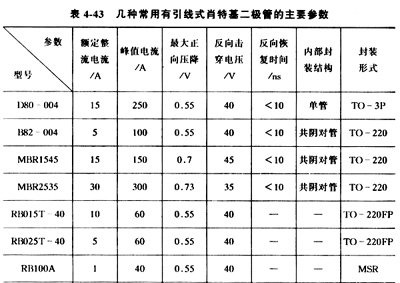 表 4-43 几种常用有引线式肖特基二极管的主要参数
参数 型号 额定整流电流/A 峰值电流/A 最大正向压降/V 反向击穿电压/V 反向恢复时间/ns 内部封装结构 封装形式
D80-004 15 250 0.55 40 <10 单管 TO-3P
B82-004 5 100 0.55 40 <10 共阴对管 TO-220
MBR1545 15 150 0.7 45 <10 共阴对管 TO-220
MBR2535 30 300 0.73 35 <10 共阴对管 TO-220
RB015T-40 10 60 0.55 40 — — TO-220FP
RB025T-40 5 60 0.55 40 — — TO-220FP
RB100A 1 40 0.55 40 — — MSR